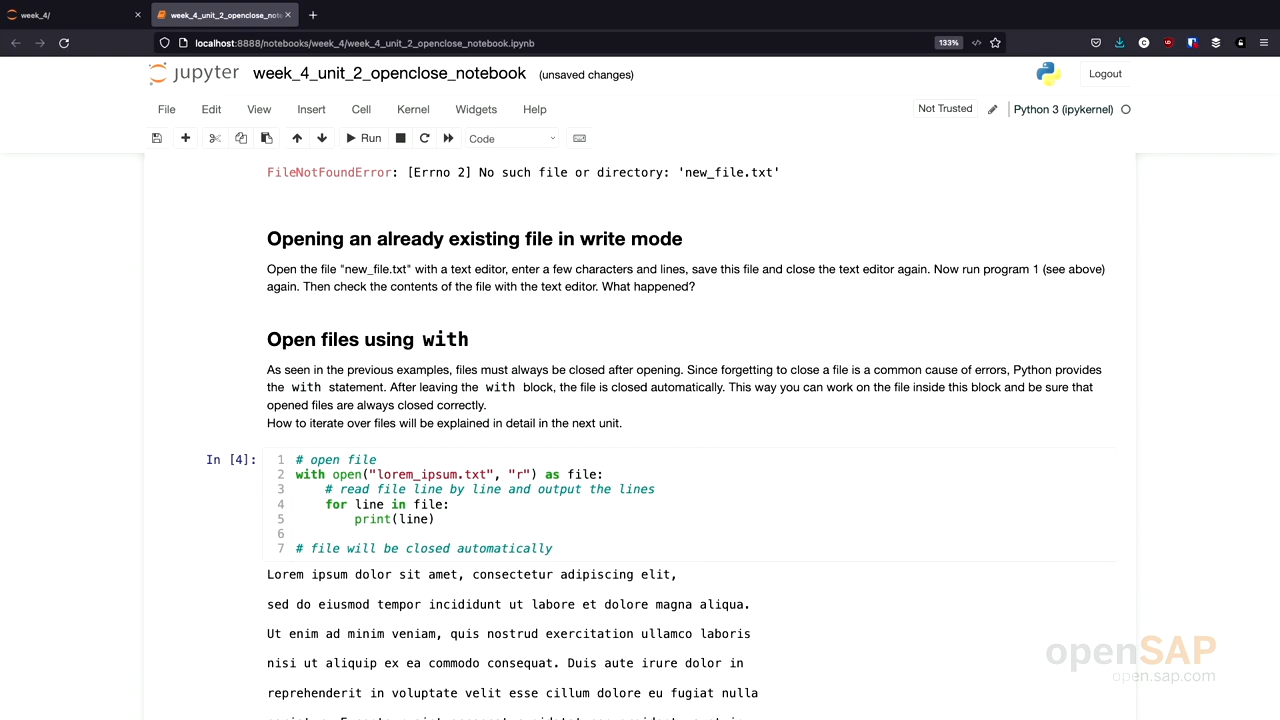 week_4/
week_4_unit_2_openclose_note
localhost:8888/notebooks/week_4/week_4_unit_2_openclose_notebook.ipynb
133%
jupyter week_4_unit_2_openclose_notebook (unsaved changes)
Logout
File Edit View Insert Cell Kernel Widgets Help
Not Trusted
Python 3 (ipykernel)
Run
Code
FileNotFoundError: [Errno 2] No such file or directory: 'new_file.txt'
Opening an already existing file in write mode
Open the file "new_file.txt" with a text editor, enter a few characters and lines, save this file and close the text editor again. Now run program 1 (see above)
again. Then check the contents of the file with the text editor. What happened?
Open files using with
As seen in the previous examples, files must always be closed after opening. Since forgetting to close a file is a common cause of errors, Python provides
the with statement. After leaving the with block, the file is closed automatically. This way you can work on the file inside this block and be sure that
opened files are always closed correctly.
How to iterate over files will be explained in detail in the next unit.
In [4]:
1 # open file
2 with open("lorem_ipsum.txt", "r") as file:
3     # read file line by line and output the lines
4     for line in file:
5         print(line)
6
7 # file will be closed automatically
Lorem ipsum dolor sit amet, consectetur adipiscing elit,
sed do eiusmod tempor incididunt ut labore et dolore magna aliqua.
Ut enim ad minim veniam, quis nostrud exercitation ullamco laboris
nisi ut aliquip ex ea commodo consequat. Duis aute irure dolor in
reprehenderit in voluptate velit esse cillum dolore eu fugiat nulla
openSAP
open.sap.com